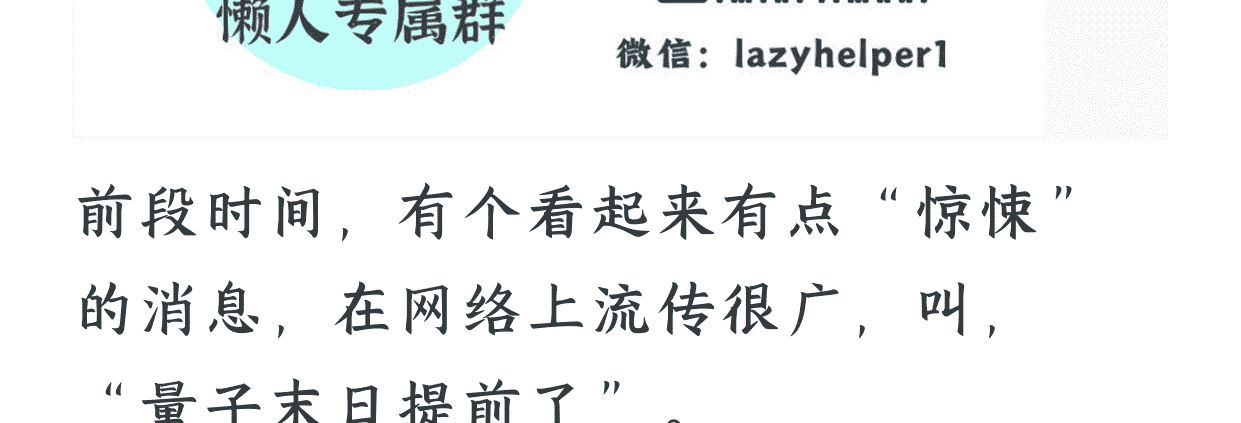 懒人专属群
微信：lazyhelper1
前段时间，有个看起来有点“惊悚”
的消息，在网络上流传很广，叫，
“量子末日提前了”。